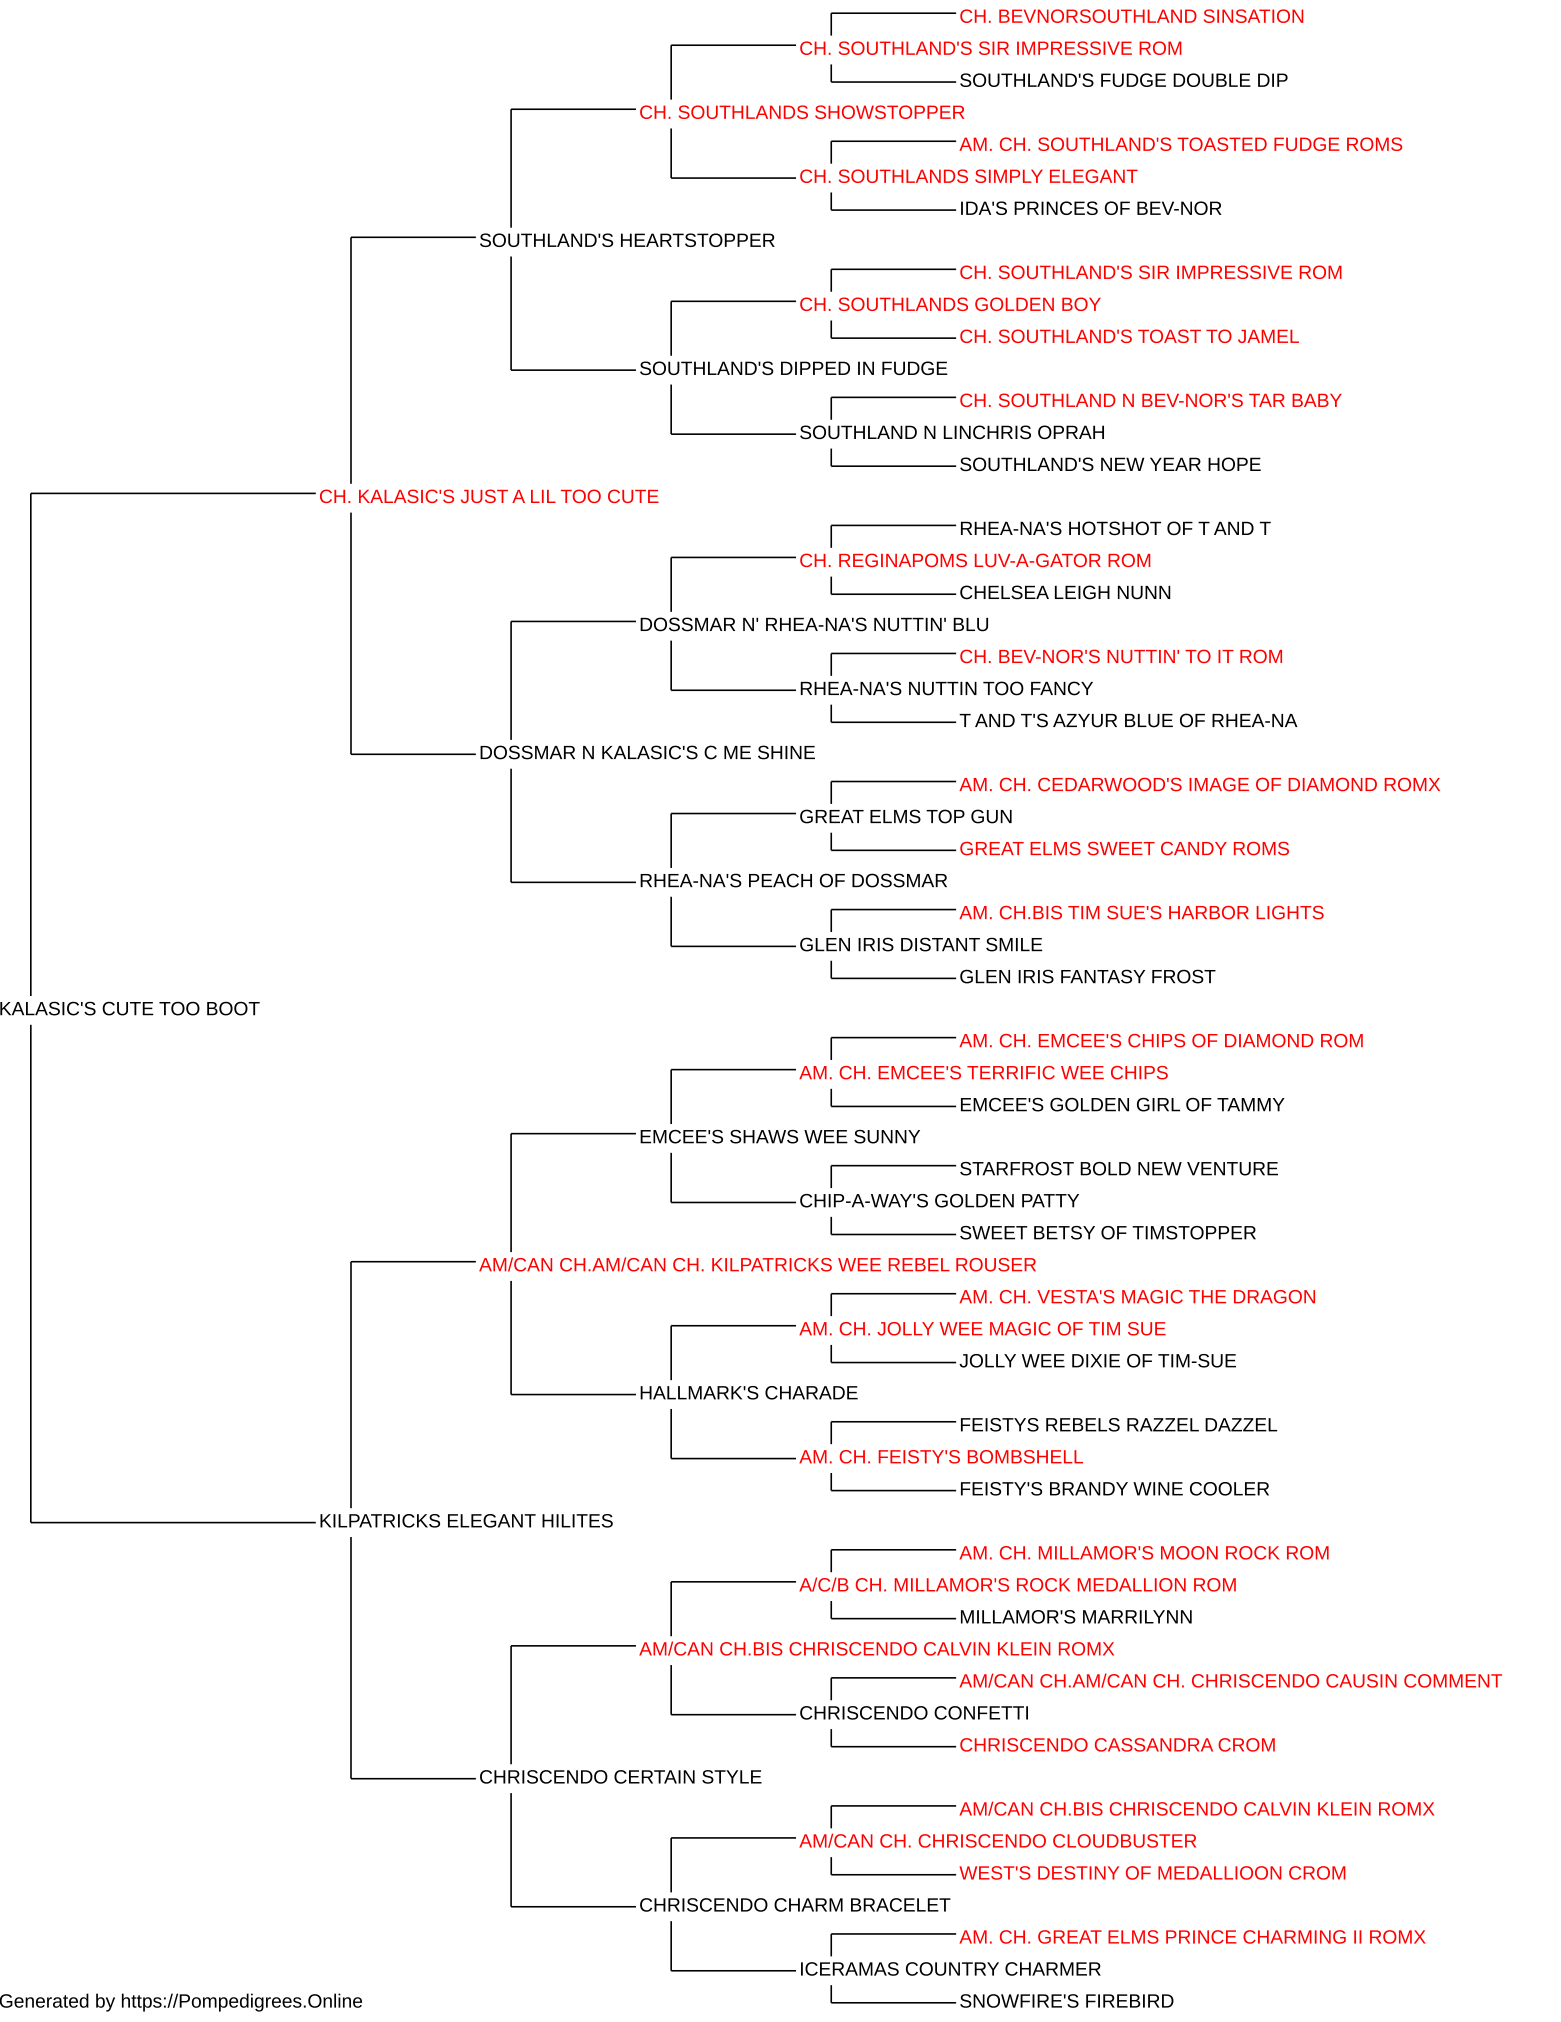 CH. BEVNORSOUTHLAND SINSATION
CH. SOUTHLAND'S SIR IMPRESSIVE ROM
SOUTHLAND'S FUDGE DOUBLE DIP
CH. SOUTHLANDS SHOWSTOPPER
AM. CH. SOUTHLAND'S TOASTED FUDGE ROMS
CH. SOUTHLANDS SIMPLY ELEGANT
IDA'S PRINCES OF BEV-NOR
SOUTHLAND'S HEARTSTOPPER
CH. SOUTHLAND'S SIR IMPRESSIVE ROM
CH. SOUTHLANDS GOLDEN BOY
CH. SOUTHLAND'S TOAST TO JAMEL
SOUTHLAND'S DIPPED IN FUDGE
CH. SOUTHLAND N BEV-NOR'S TAR BABY
SOUTHLAND N LINCHRIS OPRAH
SOUTHLAND'S NEW YEAR HOPE
CH. KALASIC'S JUST A LIL TOO CUTE
RHEA-NA'S HOTSHOT OF T AND T
CH. REGINAPOMS LUV-A-GATOR ROM
CHELSEA LEIGH NUNN
DOSSMAR N' RHEA-NA'S NUTTIN' BLU
CH. BEV-NOR'S NUTTIN' TO IT ROM
RHEA-NA'S NUTTIN TOO FANCY
T AND T'S AZYUR BLUE OF RHEA-NA
DOSSMAR N KALASIC'S C ME SHINE
AM. CH. CEDARWOOD'S IMAGE OF DIAMOND ROMX
GREAT ELMS TOP GUN
GREAT ELMS SWEET CANDY ROMS
RHEA-NA'S PEACH OF DOSSMAR
AM. CH.BIS TIM SUE'S HARBOR LIGHTS
GLEN IRIS DISTANT SMILE
GLEN IRIS FANTASY FROST
KALASIC'S CUTE TOO BOOT
AM. CH. EMCEE'S CHIPS OF DIAMOND ROM
AM. CH. EMCEE'S TERRIFIC WEE CHIPS
EMCEE'S GOLDEN GIRL OF TAMMY
EMCEE'S SHAWS WEE SUNNY
STARFROST BOLD NEW VENTURE
CHIP-A-WAY'S GOLDEN PATTY
SWEET BETSY OF TIMSTOPPER
AM/CAN CH.AM/CAN CH. KILPATRICKS WEE REBEL ROUSER
AM. CH. VESTA'S MAGIC THE DRAGON
AM. CH. JOLLY WEE MAGIC OF TIM SUE
JOLLY WEE DIXIE OF TIM-SUE
HALLMARK'S CHARADE
FEISTYS REBELS RAZZEL DAZZEL
AM. CH. FEISTY'S BOMBSHELL
FEISTY'S BRANDY WINE COOLER
KILPATRICKS ELEGANT HILITES
AM. CH. MILLAMOR'S MOON ROCK ROM
A/C/B CH. MILLAMOR'S ROCK MEDALLION ROM
MILLAMOR'S MARRILYNN
AM/CAN CH.BIS CHRISCENDO CALVIN KLEIN ROMX
AM/CAN CH.AM/CAN CH. CHRISCENDO CAUSIN COMMENT
CHRISCENDO CONFETTI
CHRISCENDO CASSANDRA CROM
CHRISCENDO CERTAIN STYLE
AM/CAN CH.BIS CHRISCENDO CALVIN KLEIN ROMX
AM/CAN CH. CHRISCENDO CLOUDBUSTER
WEST'S DESTINY OF MEDALLIOON CROM
CHRISCENDO CHARM BRACELET
AM. CH. GREAT ELMS PRINCE CHARMING II ROMX
ICERAMAS COUNTRY CHARMER
SNOWFIRE'S FIREBIRD
Generated by https://Pompedigrees.Online